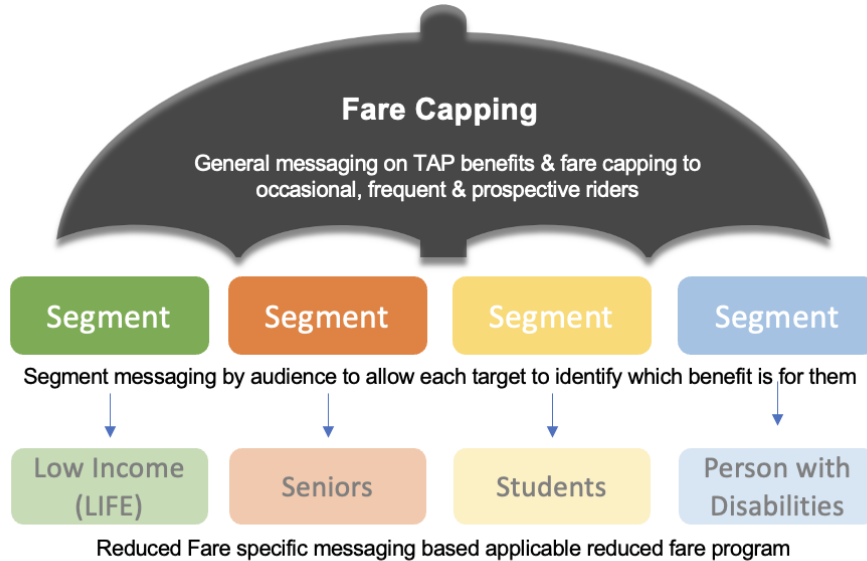 Fare Capping
General messaging on TAP benefits & fare capping to
occasional, frequent & prospective riders
Segment
Segment
Segment
Segment
Segment messaging by audience to allow each target to identify which benefit is for them
Low Income
(LIFE)
Seniors
Students
Person with
Disabilities
Reduced Fare specific messaging based applicable reduced fare program